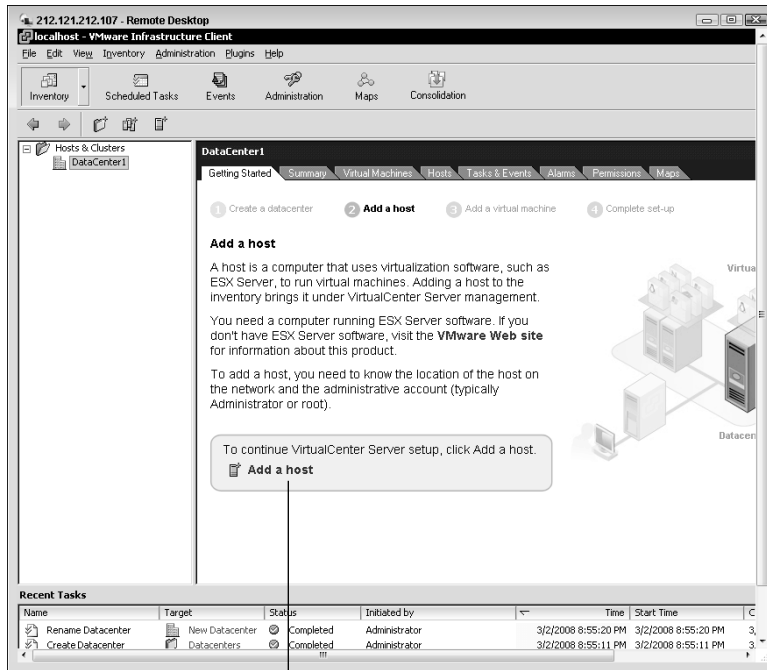 212.121.212.107 - Remote Desktop
localhost - VMware Infrastructure Client
File Edit View Inventory Administration Plugins Help
Inventory Scheduled Tasks Events Administration Maps Consolidation
Hosts & Clusters
DataCenter1
DataCenter1
Getting Started Summary Virtual Machines Hosts Tasks & Events Alarms Permissions Maps
1 Create a datacenter 2 Add a host 3 Add a virtual machine 4 Complete set-up
Add a host
A host is a computer that uses virtualization software, such as
ESX Server, to run virtual machines. Adding a host to the
inventory brings it under VirtualCenter Server management.
Virtua
You need a computer running ESX Server software. If you
don't have ESX Server software, visit the VMware Web site
for information about this product.
To add a host, you need to know the location of the host on
the network and the administrative account (typically
Administrator or root).
Datacen
To continue VirtualCenter Server setup, click Add a host.
Add a host
Recent Tasks
Name Target Status Initiated by Time Start Time C
Rename Datacenter New Datacenter Completed Administrator 3/2/2008 8:55:20 PM 3/2/2008 8:55:20 PM 3,
Create Datacenter Datacenters Completed Administrator 3/2/2008 8:55:11 PM 3/2/2008 8:55:11 PM 3.